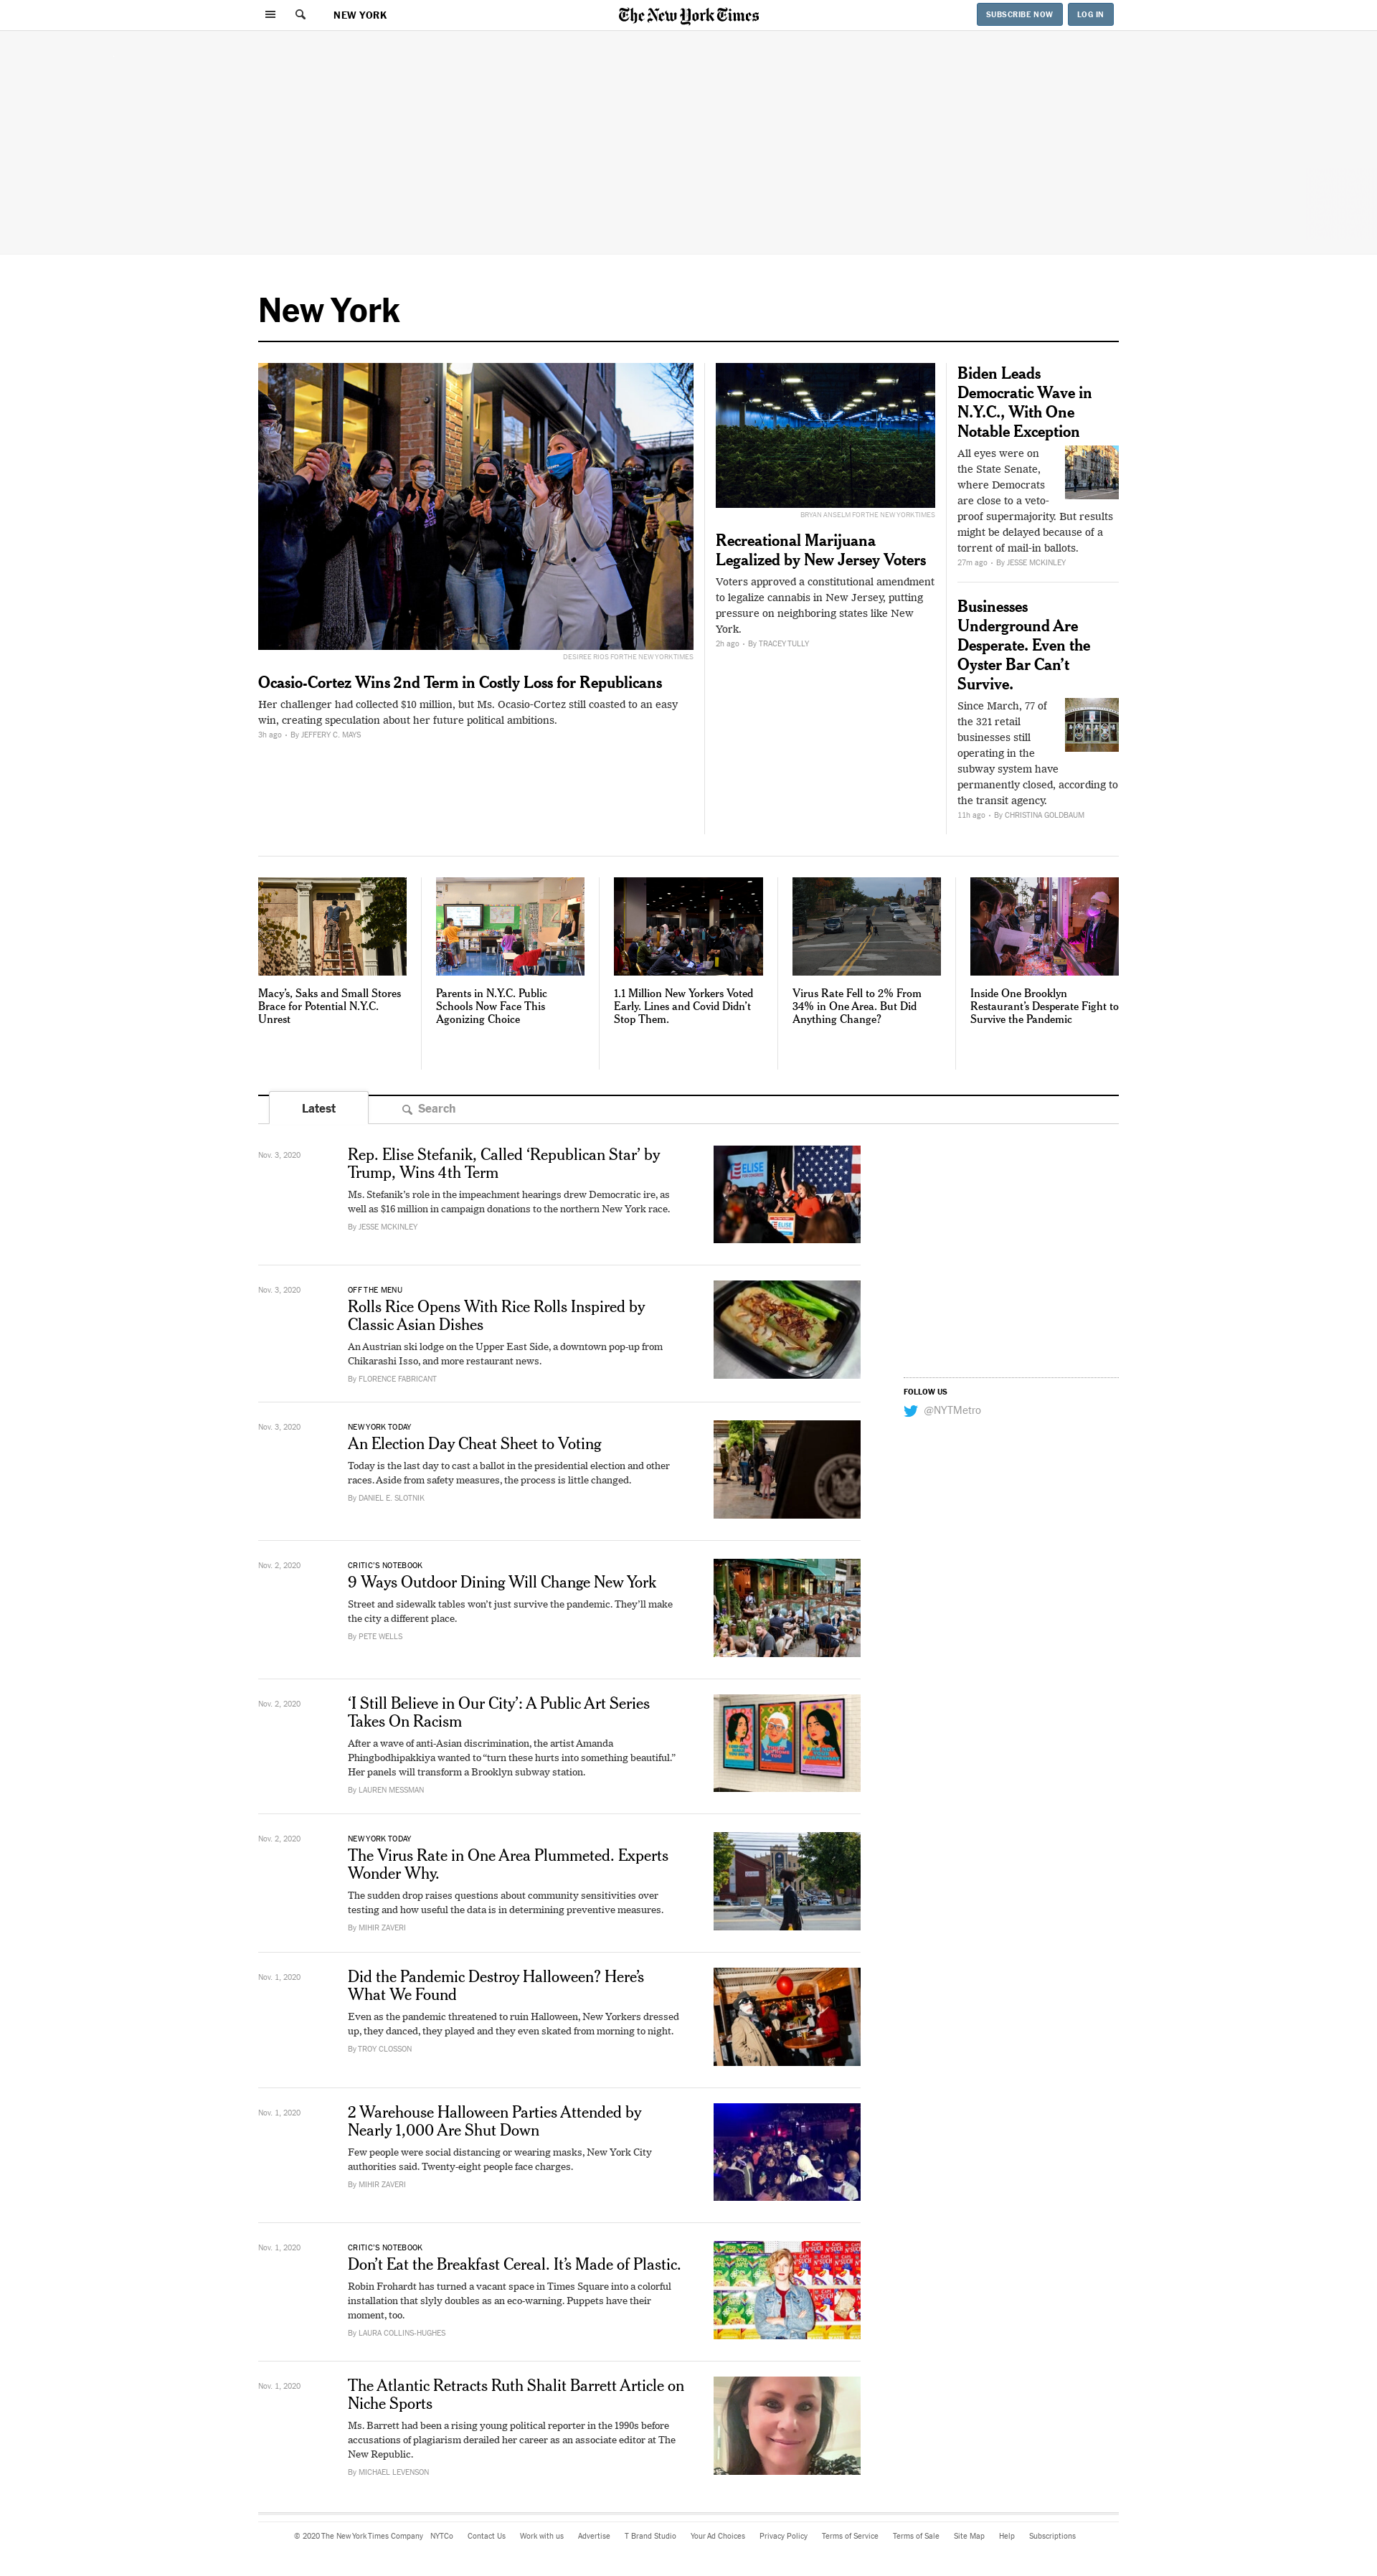 NEW YORK
The New York Times
SUBSCRIBE NOW
LOG IN
New York
DESIREE RIOS FOR THE NEW YORK TIMES
Ocasio-Cortez Wins 2nd Term in Costly Loss for Republicans
Her challenger had collected $10 million, but Ms. Ocasio-Cortez still coasted to an easy
win, creating speculation about her future political ambitions.
3h ago • By JEFFERY C. MAYS
BRYAN ANSELM FOR THE NEW YORK TIMES
Recreational Marijuana
Legalized by New Jersey Voters
Voters approved a constitutional amendment
to legalize cannabis in New Jersey, putting
pressure on neighboring states like New
York.
2h ago • By TRACEY TULLY
Biden Leads
Democratic Wave in
N.Y.C., With One
Notable Exception
All eyes were on
the State Senate,
where Democrats
are close to a veto-
proof supermajority. But results
might be delayed because of a
torrent of mail-in ballots.
27m ago • By JESSE MCKINLEY
Businesses
Underground Are
Desperate. Even the
Oyster Bar Can’t
Survive.
Since March, 77 of
the 321 retail
businesses still
operating in the
subway system have
permanently closed, according to
the transit agency.
11h ago • By CHRISTINA GOLDBAUM
Macy’s, Saks and Small Stores
Brace for Potential N.Y.C.
Unrest
Parents in N.Y.C. Public
Schools Now Face This
Agonizing Choice
1.1 Million New Yorkers Voted
Early. Lines and Covid Didn’t
Stop Them.
Virus Rate Fell to 2% From
34% in One Area. But Did
Anything Change?
Inside One Brooklyn
Restaurant’s Desperate Fight to
Survive the Pandemic
Latest
Search
Nov. 3, 2020
Rep. Elise Stefanik, Called ‘Republican Star’ by
Trump, Wins 4th Term
Ms. Stefanik’s role in the impeachment hearings drew Democratic ire, as
well as $16 million in campaign donations to the northern New York race.
By JESSE MCKINLEY
ELISE
ELISE
Nov. 3, 2020
OFF THE MENU
Rolls Rice Opens With Rice Rolls Inspired by
Classic Asian Dishes
An Austrian ski lodge on the Upper East Side, a downtown pop-up from
Chikarashi Isso, and more restaurant news.
By FLORENCE FABRICANT
FOLLOW US
@NYTMetro
Nov. 3, 2020
NEW YORK TODAY
An Election Day Cheat Sheet to Voting
Today is the last day to cast a ballot in the presidential election and other
races. Aside from safety measures, the process is little changed.
By DANIEL E. SLOTNIK
Nov. 2, 2020
CRITIC’S NOTEBOOK
9 Ways Outdoor Dining Will Change New York
Street and sidewalk tables won’t just survive the pandemic. They’ll make
the city a different place.
By PETE WELLS
Nov. 2, 2020
‘I Still Believe in Our City’: A Public Art Series
Takes On Racism
After a wave of anti-Asian discrimination, the artist Amanda
Phingbodhipakkiya wanted to “turn these hurts into something beautiful.”
Her panels will transform a Brooklyn subway station.
By LAUREN MESSMAN
Nov. 2, 2020
NEW YORK TODAY
The Virus Rate in One Area Plummeted. Experts
Wonder Why.
The sudden drop raises questions about community sensitivities over
testing and how useful the data is in determining preventive measures.
By MIHIR ZAVERI
Nov. 1, 2020
Did the Pandemic Destroy Halloween? Here’s
What We Found
Even as the pandemic threatened to ruin Halloween, New Yorkers dressed
up, they danced, they played and they even skated from morning to night.
By TROY CLOSSON
Nov. 1, 2020
2 Warehouse Halloween Parties Attended by
Nearly 1,000 Are Shut Down
Few people were social distancing or wearing masks, New York City
authorities said. Twenty-eight people face charges.
By MIHIR ZAVERI
Nov. 1, 2020
CRITIC’S NOTEBOOK
Don’t Eat the Breakfast Cereal. It’s Made of Plastic.
Robin Frohardt has turned a vacant space in Times Square into a colorful
installation that slyly doubles as an eco-warning. Puppets have their
moment, too.
By LAURA COLLINS-HUGHES
Nov. 1, 2020
The Atlantic Retracts Ruth Shalit Barrett Article on
Niche Sports
Ms. Barrett had been a rising young political reporter in the 1990s before
accusations of plagiarism derailed her career as an associate editor at The
New Republic.
By MICHAEL LEVENSON
© 2020 The New York Times Company NYTCo Contact Us Work with us Advertise T Brand Studio Your Ad Choices Privacy Policy Terms of Service Terms of Sale Site Map Help Subscriptions